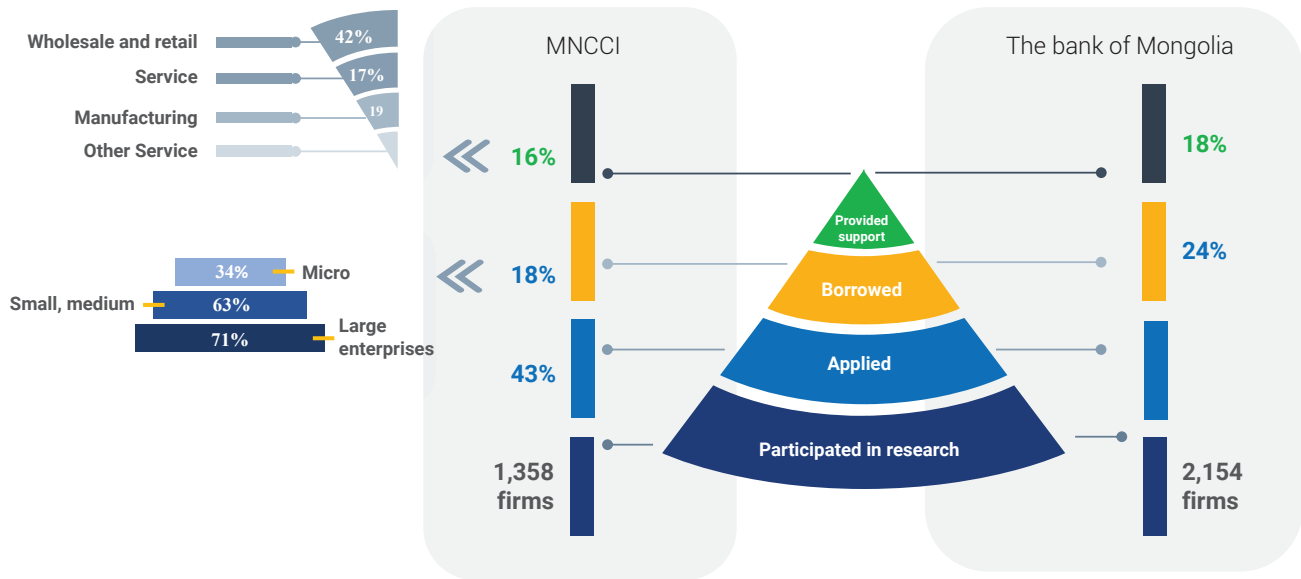 Wholesale and retail
42%
Service
17%
Manufacturing
19
Other Service
34%
Micro
Small, medium
63%
71%
Large
enterprises
MNCCI
16%
18%
43%
1,358
firms
Provided
support
Borrowed
Applied
Participated in research
The bank of Mongolia
18%
24%
2,154
firms